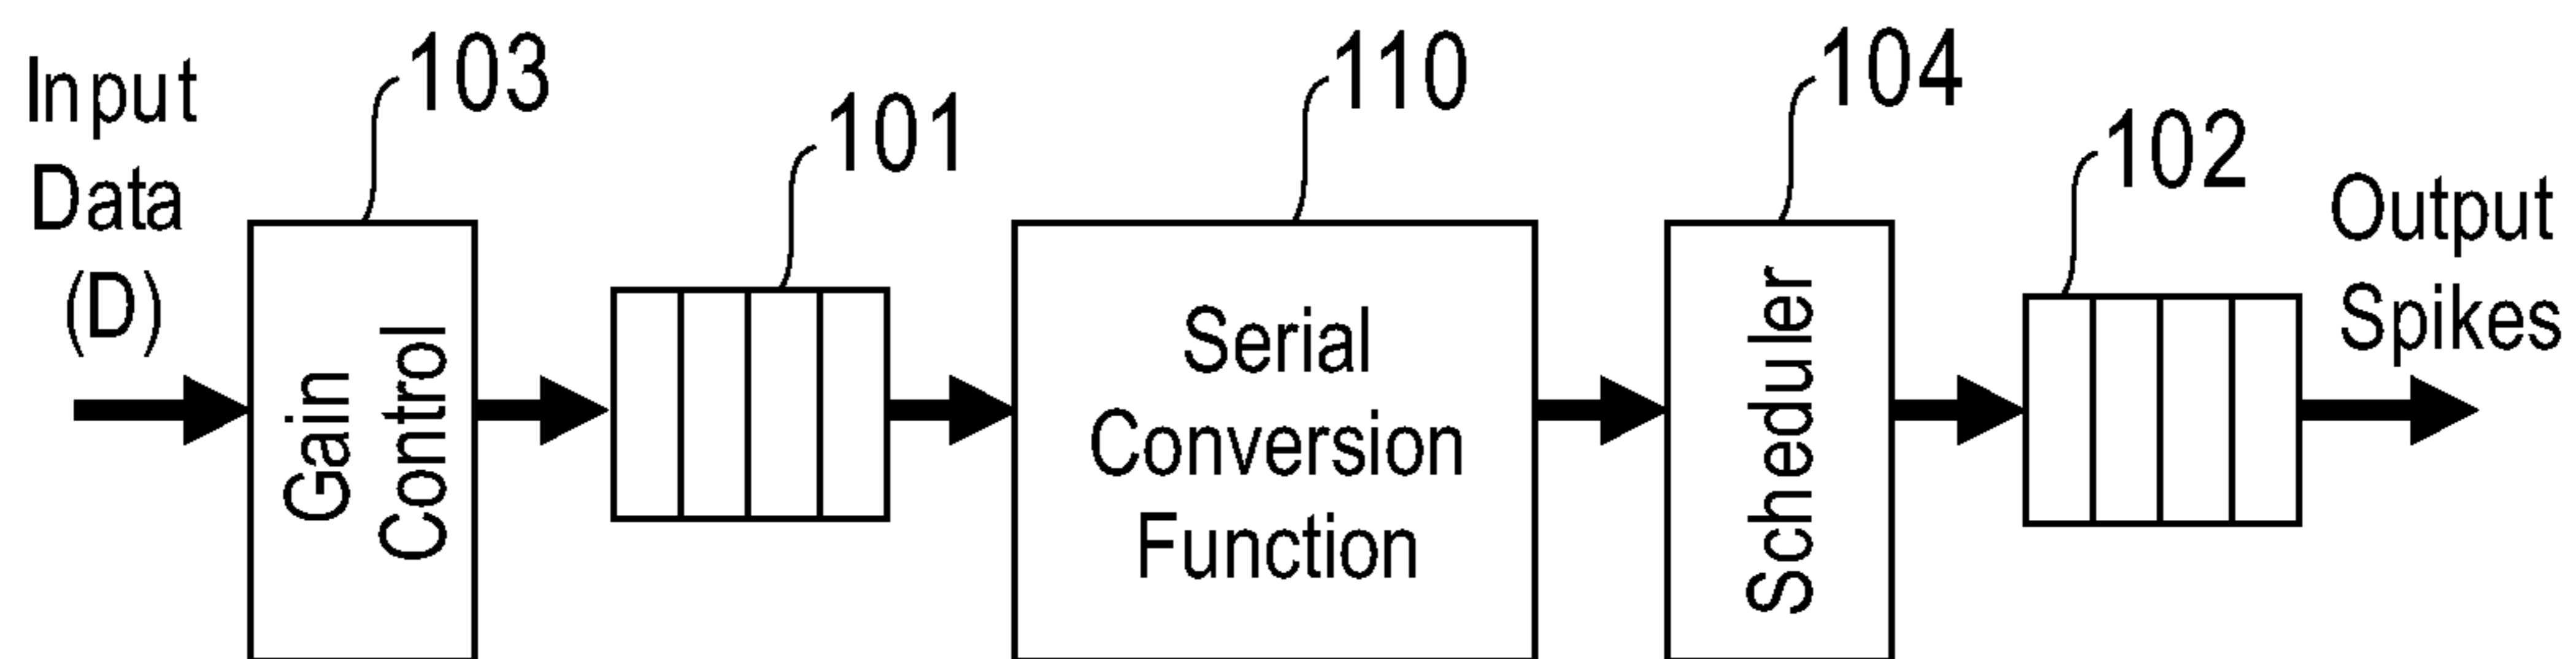 Input
Data
(D)
103
Gain
Control
101
110
Serial
Conversion
Function
104
Scheduler
102
Output
Spikes